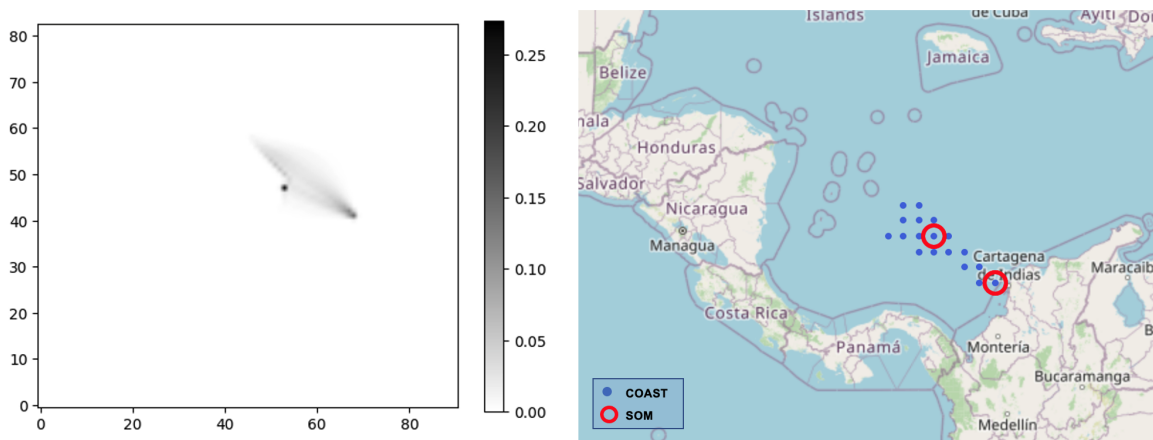 80
70
60
50
40
30
20
10
0
0 20 40 60 80
0.25
0.20
0.15
0.10
0.05
0.00
Islands
de Cuba
Ayiti
Jamaica
Belize
Honduras
Salvador
Nicaragua
Managua
Costa Rica
Panamá
Cartagena
de Indias
Maracaib
Montería
Bucaramanga
Medellín
COAST
SOM